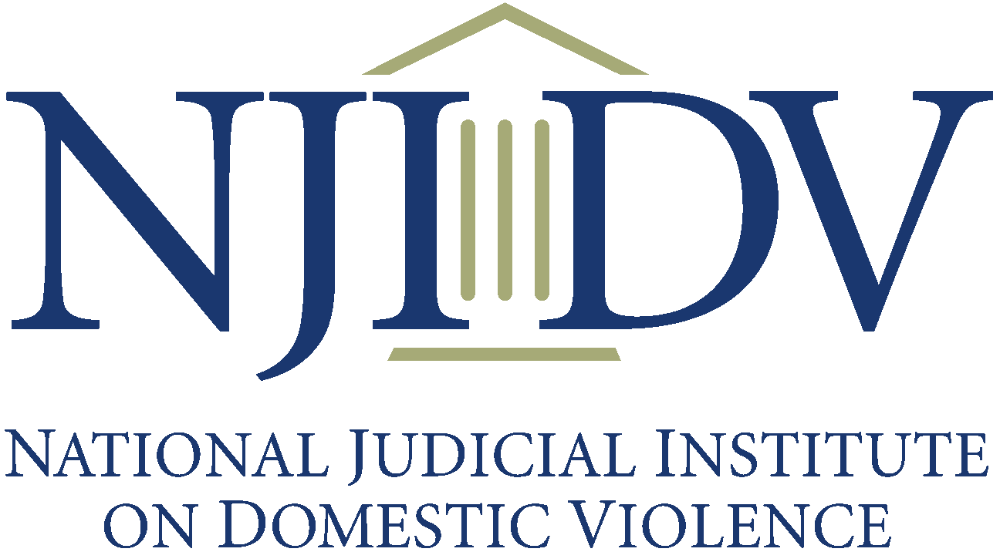 NJIDV
NATIONAL JUDICIAL INSTITUTE
ON DOMESTIC VIOLENCE